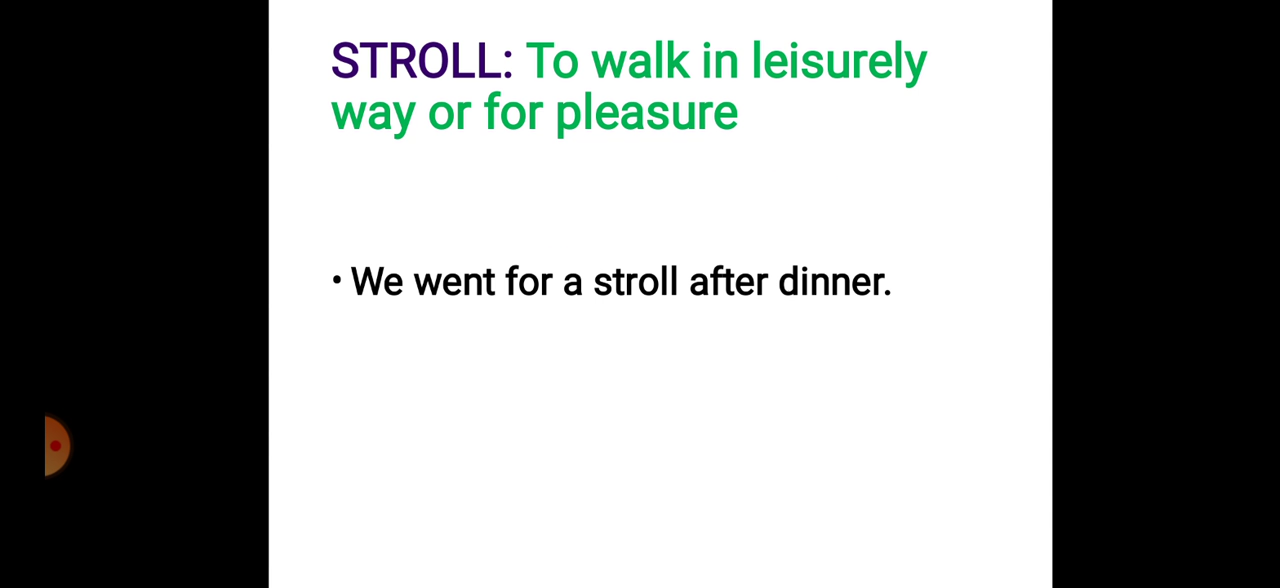 STROLL: To walk in leisurely
way or for pleasure
• We went for a stroll after dinner.